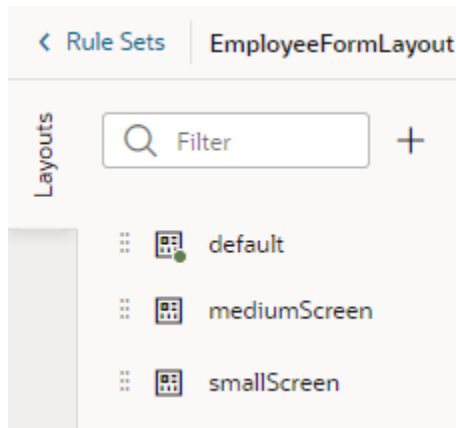 Rule Sets EmployeeFormLayout
Layouts
Filter
default
mediumScreen
smallScreen